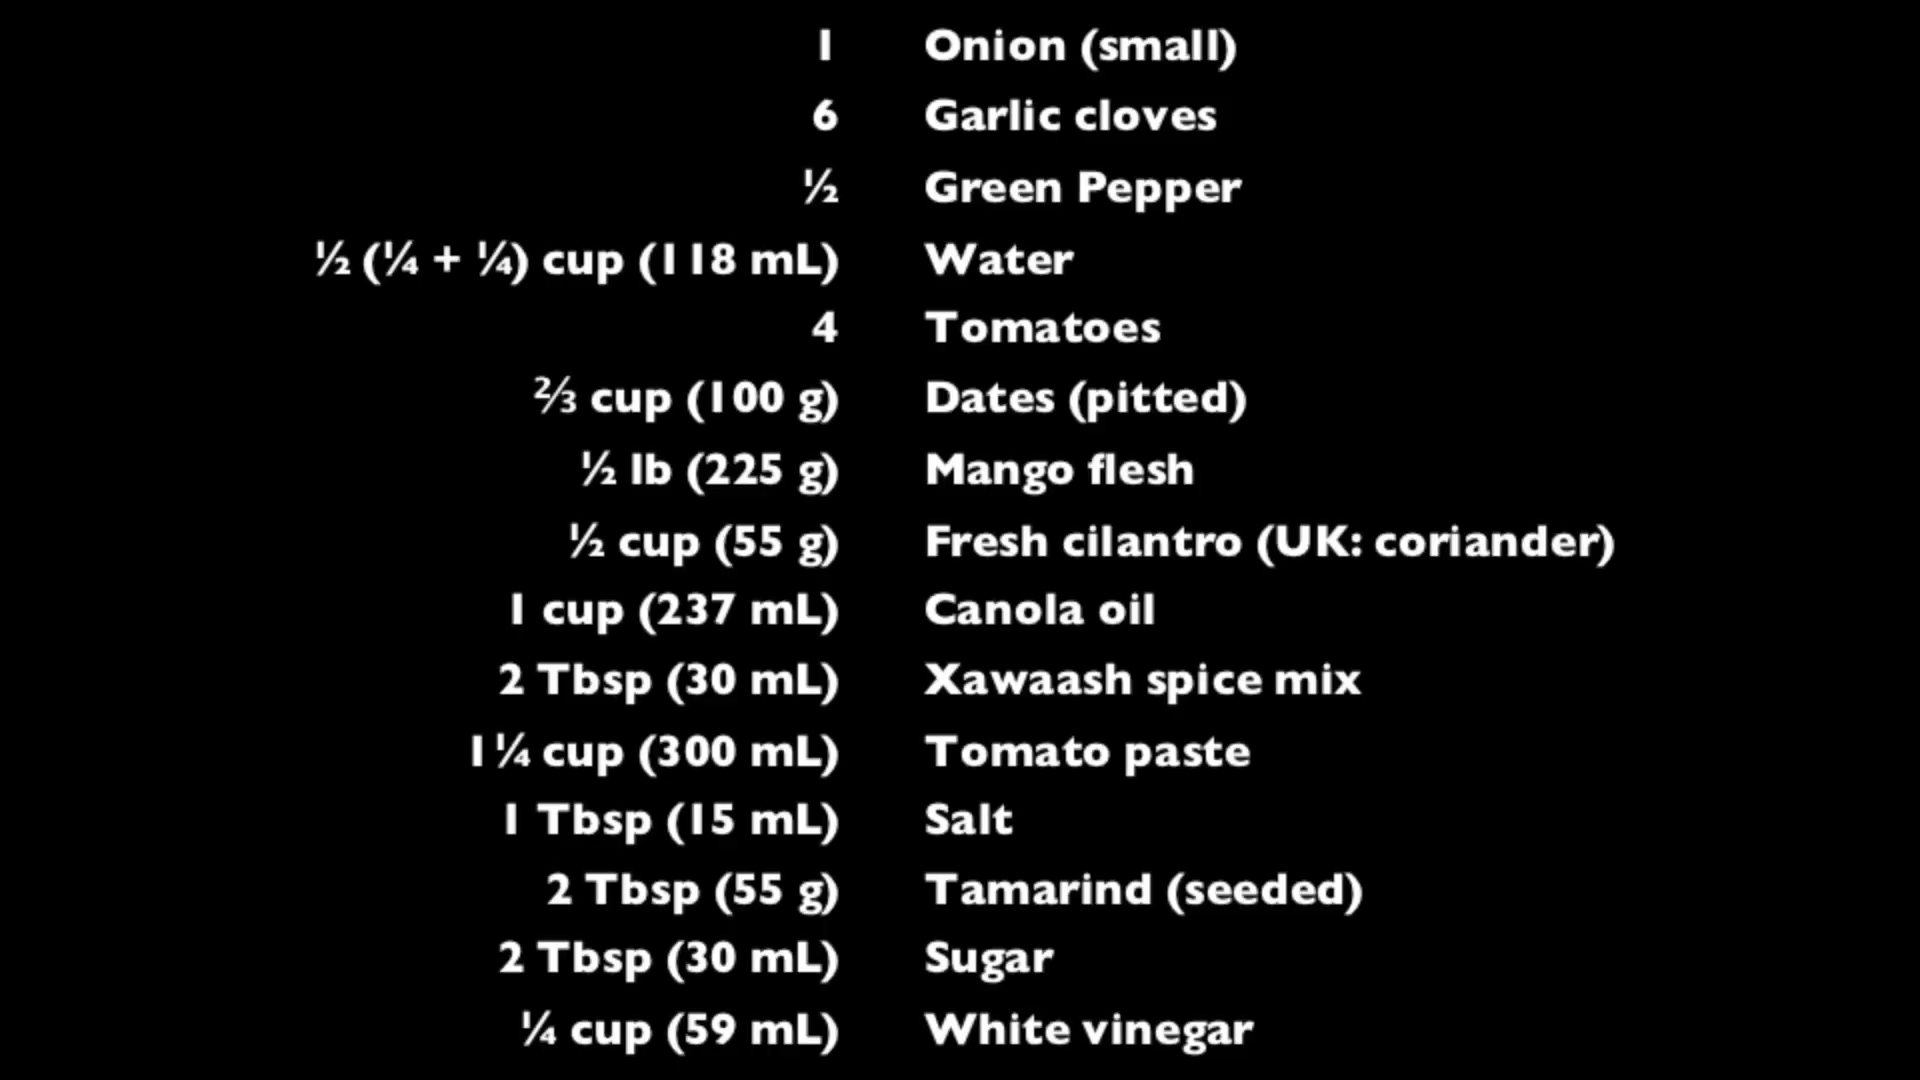 1 Onion (small)
6 Garlic cloves
½ Green Pepper
½ (¼ + ¼) cup (118 mL) Water
4 Tomatoes
⅔ cup (100 g) Dates (pitted)
½ lb (225 g) Mango flesh
½ cup (55 g) Fresh cilantro (UK: coriander)
1 cup (237 mL) Canola oil
2 Tbsp (30 mL) Xawaash spice mix
1¼ cup (300 mL) Tomato paste
1 Tbsp (15 mL) Salt
2 Tbsp (55 g) Tamarind (seeded)
2 Tbsp (30 mL) Sugar
¼ cup (59 mL) White vinegar